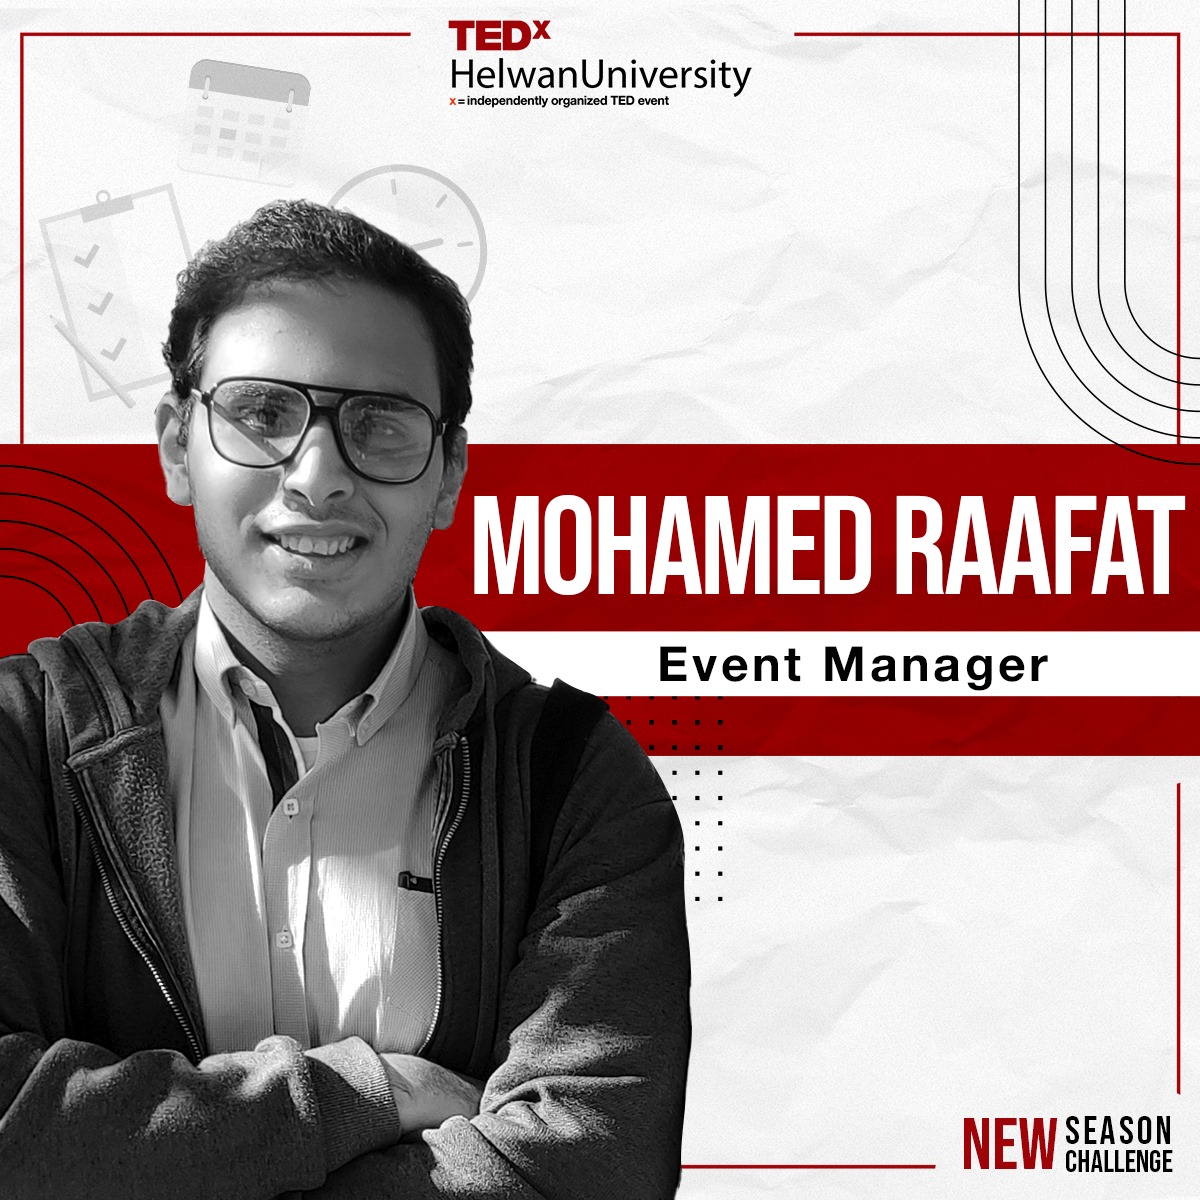 TEDx
HelwanUniversity
x = independently organized TED event
MOHAMED RAAFAT
Event Manager
NEW SEASON
CHALLENGE